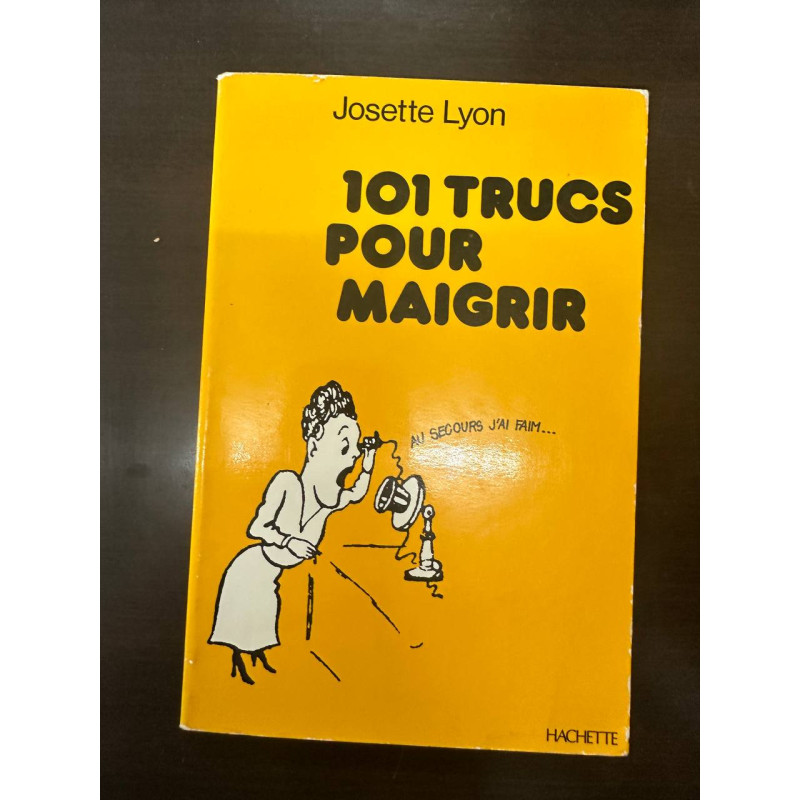 Josette Lyon
101 TRUCS
POUR
MAIGRIR
AU SECOURS J'AI FAIM...
HACHETTE